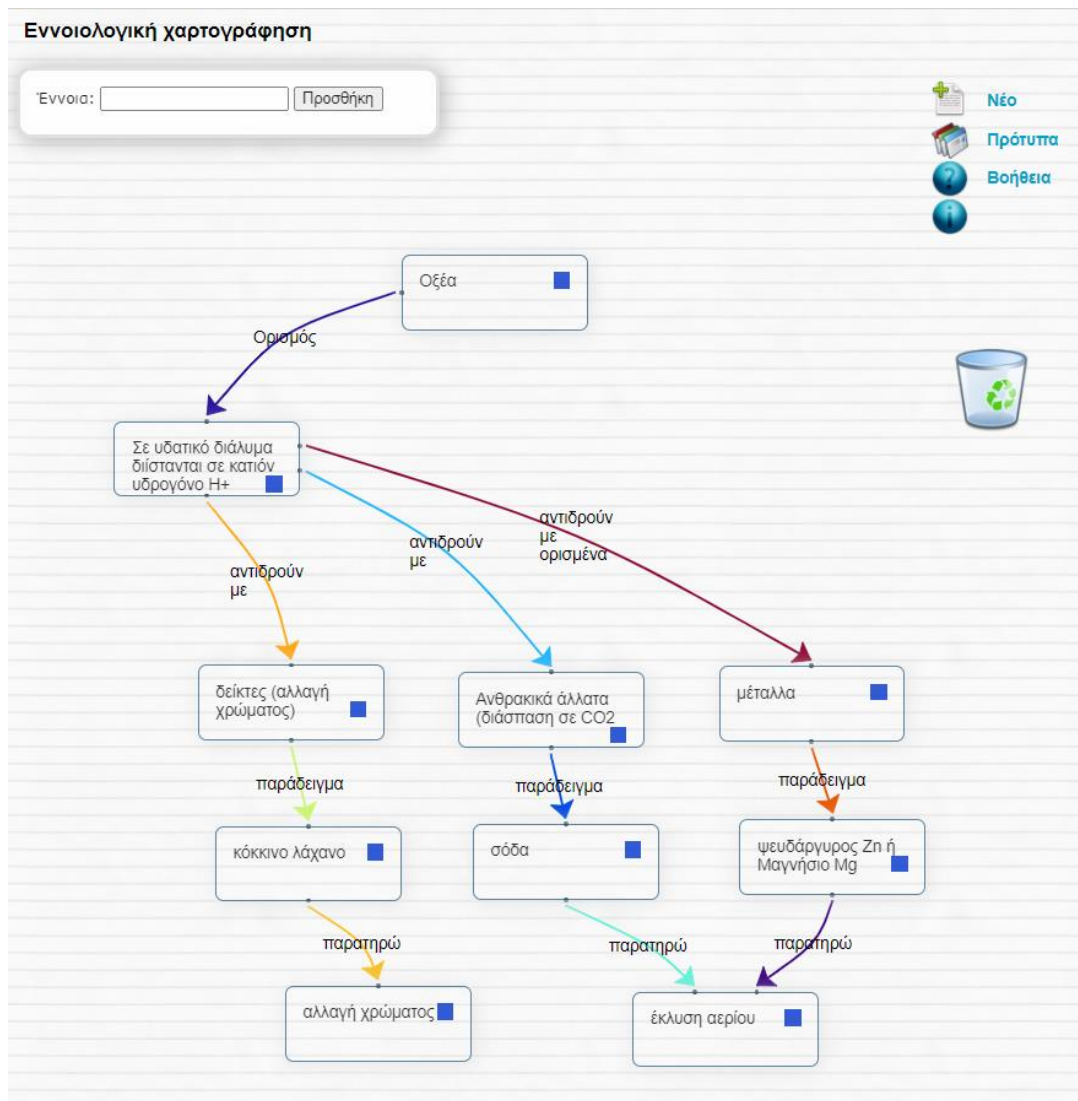 Εννοιολογική χαρτογράφηση
Έννοια:
Προσθήκη
Νέο
Πρότυπα
Βοήθεια
Οξέα
Ορισμός
Σε υδατικό διάλυμα
διίστανται σε κατιόν
υδρογόνο Η+
αντιδρούν
με
ορισμένα
αντιδρούν
με
αντιδρούν
με
δείκτες (αλλαγή
χρώματος)
Ανθρακικά άλλατα
(διάσπαση σε CO2
μέταλλα
παράδειγμα
παράδειγμα
παράδειγμα
κόκκινο λάχανο
σόδα
ψευδάργυρος Zn ή
Μαγνήσιο Mg
παρατηρώ
παρατηρώ
παρατηρώ
αλλαγή χρώματος
έκλυση αερίου